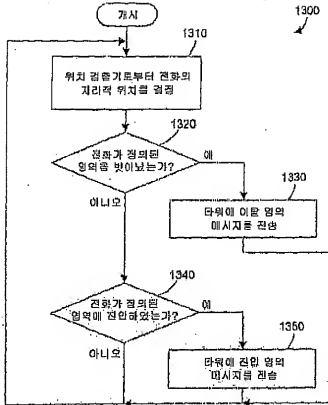 개시
1300
1310
위치 검출기로부터 전화의
지리적 위치를 결정
1320
전화가 정의된
영역을 벗어났는가?
예
1330
아니오
타워에 이탈 영역
메시지를 전송
1340
전화가 정의된
영역에 진입하였는가?
예
1350
아니오
타워에 진입 영역
메시지를 전송